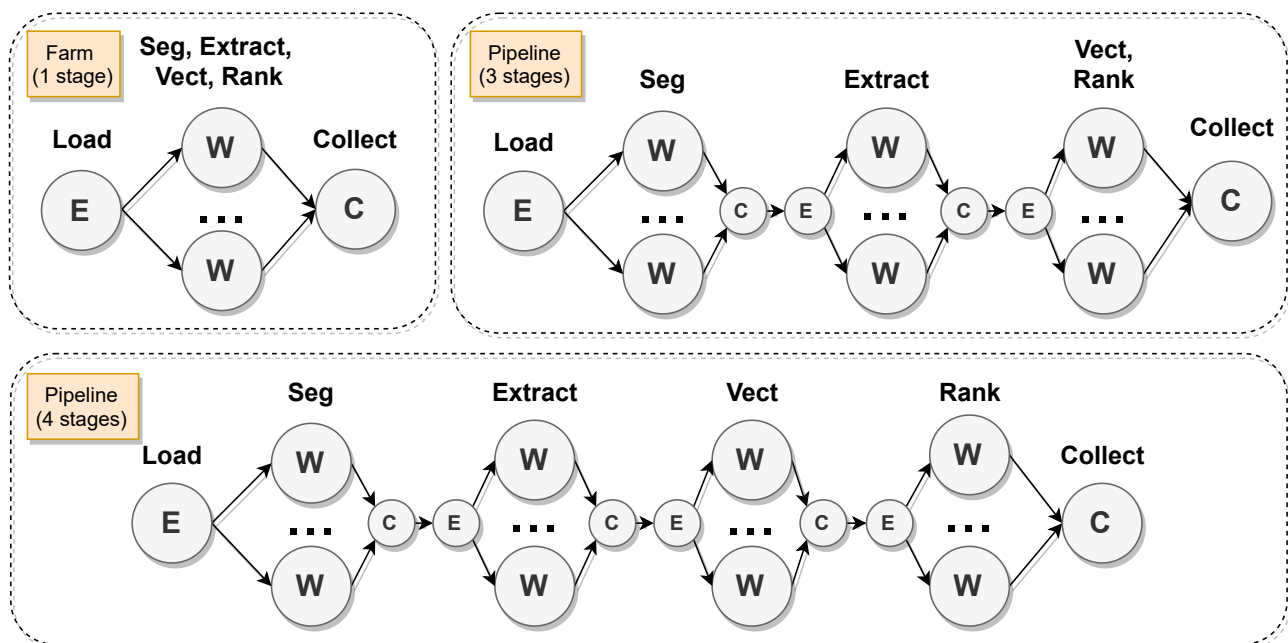 Farm
(1 stage)
Seg, Extract,
Vect, Rank
Load
Collect
E
W
...
W
C
Pipeline
(3 stages)
Seg
Extract
Vect,
Rank
Load
Collect
E
W
...
W
C
E
W
...
W
C
E
W
...
W
C
Pipeline
(4 stages)
Seg
Extract
Vect
Rank
Load
Collect
E
W
...
W
C
E
W
...
W
C
E
W
...
W
C
E
W
...
W
C